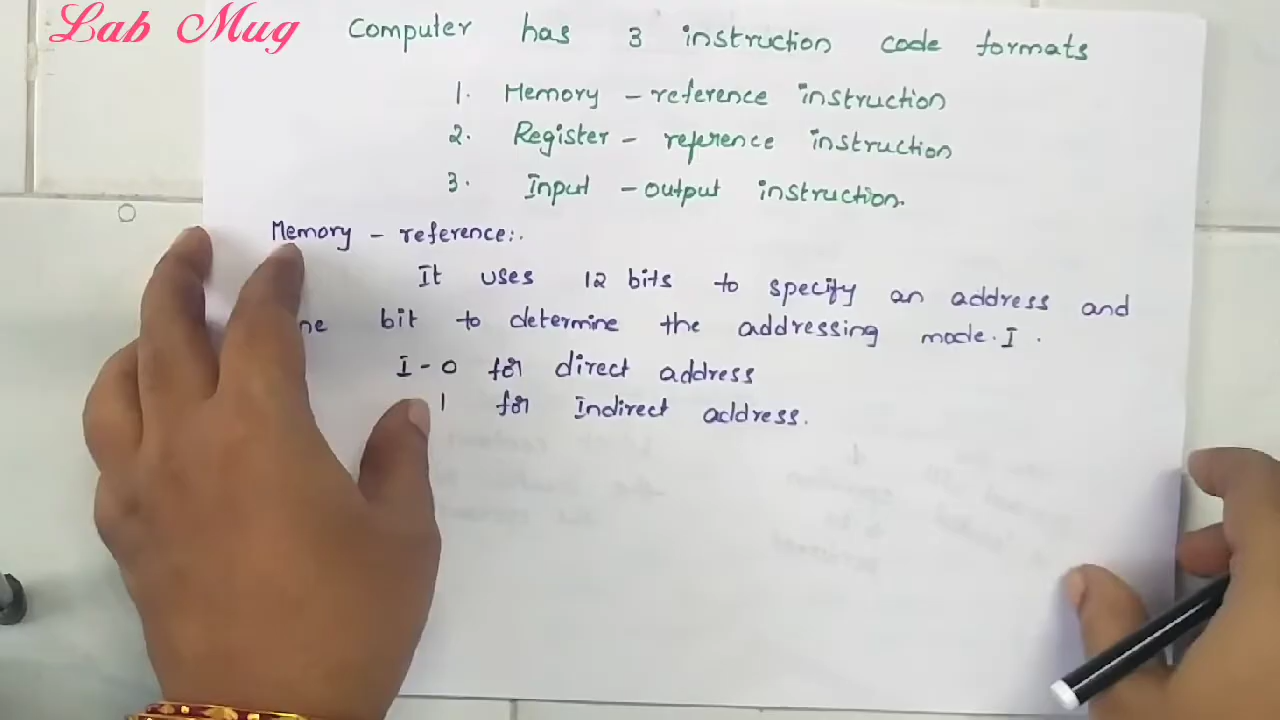 Lab Mug
Computer has 3 instruction code formats
1. Memory - reference instruction
2. Register - reference instruction
3. Input - output instruction.
Memory - reference:.
It uses 12 bits to specify an address and
bit to determine the addressing mode. I.
I - 0 for direct address
1 for Indirect address.